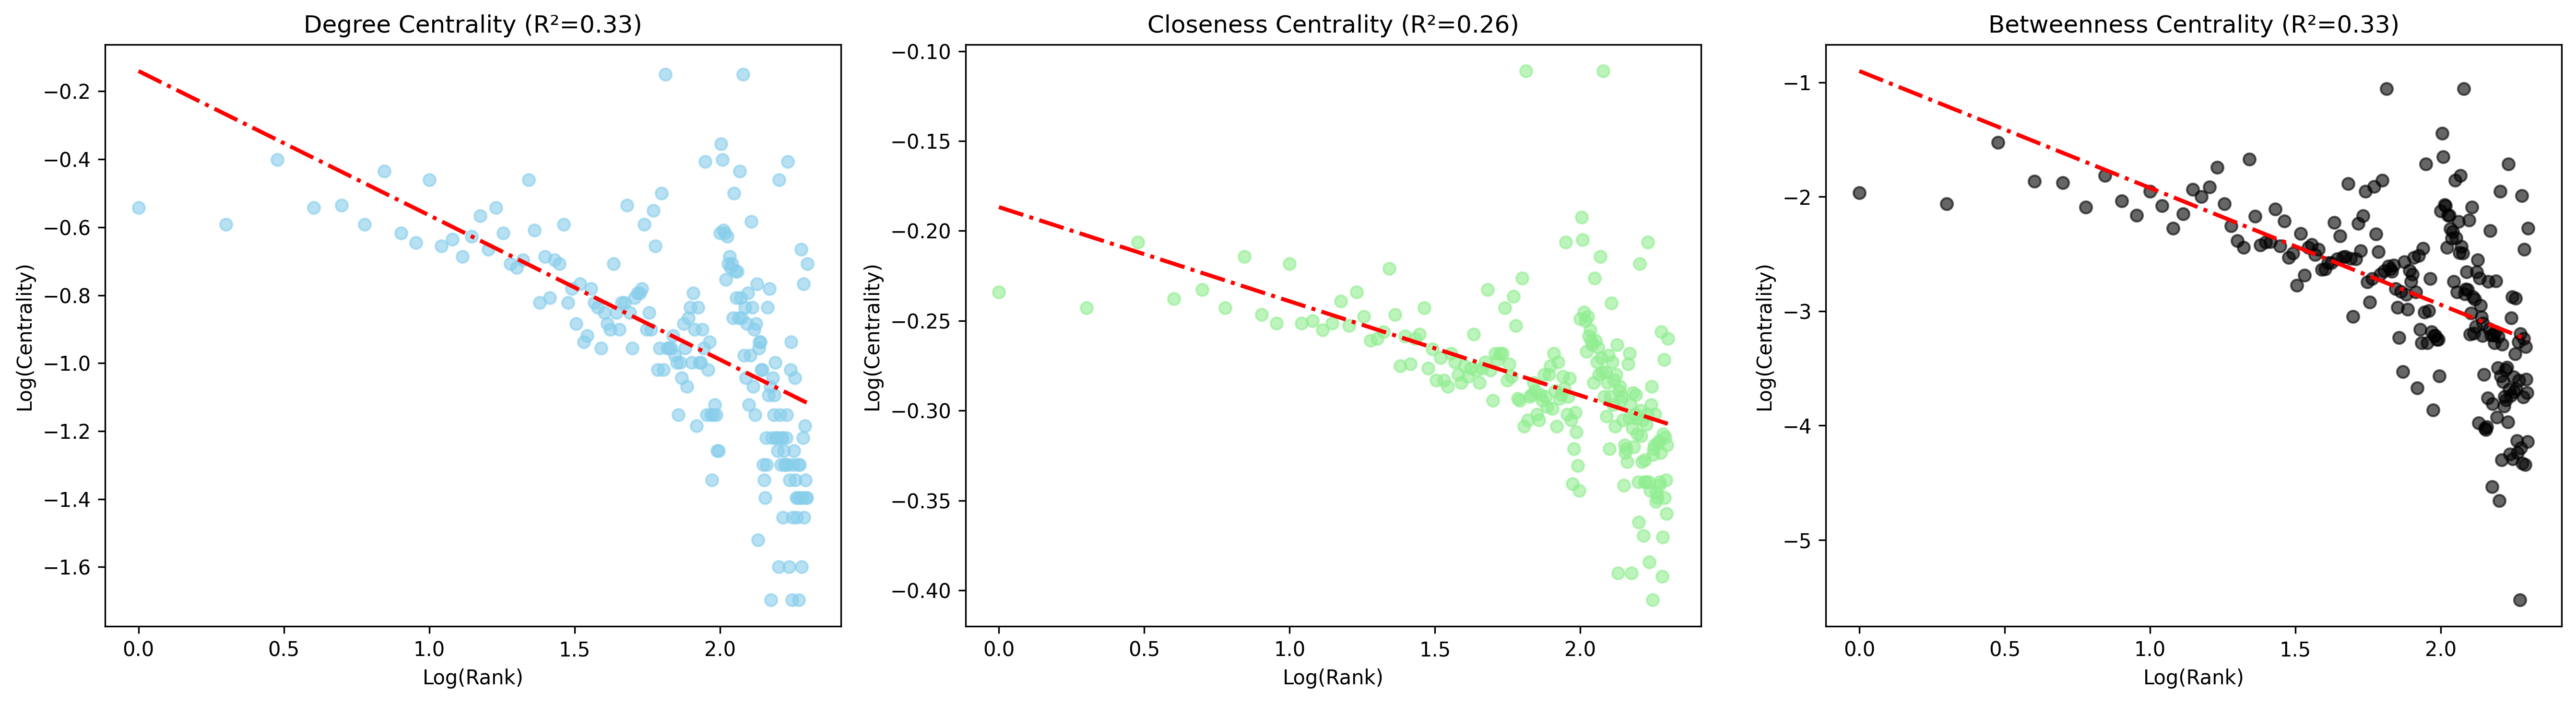 Degree Centrality (R²=0.33)
Log(Centrality)
−0.2
−0.4
−0.6
−0.8
−1.0
−1.2
−1.4
−1.6
0.0 0.5 1.0 1.5 2.0
Log(Rank)
Closeness Centrality (R²=0.26)
Log(Centrality)
−0.10
−0.15
−0.20
−0.25
−0.30
−0.35
−0.40
0.0 0.5 1.0 1.5 2.0
Log(Rank)
Betweenness Centrality (R²=0.33)
Log(Centrality)
−1
−2
−3
−4
−5
0.0 0.5 1.0 1.5 2.0
Log(Rank)